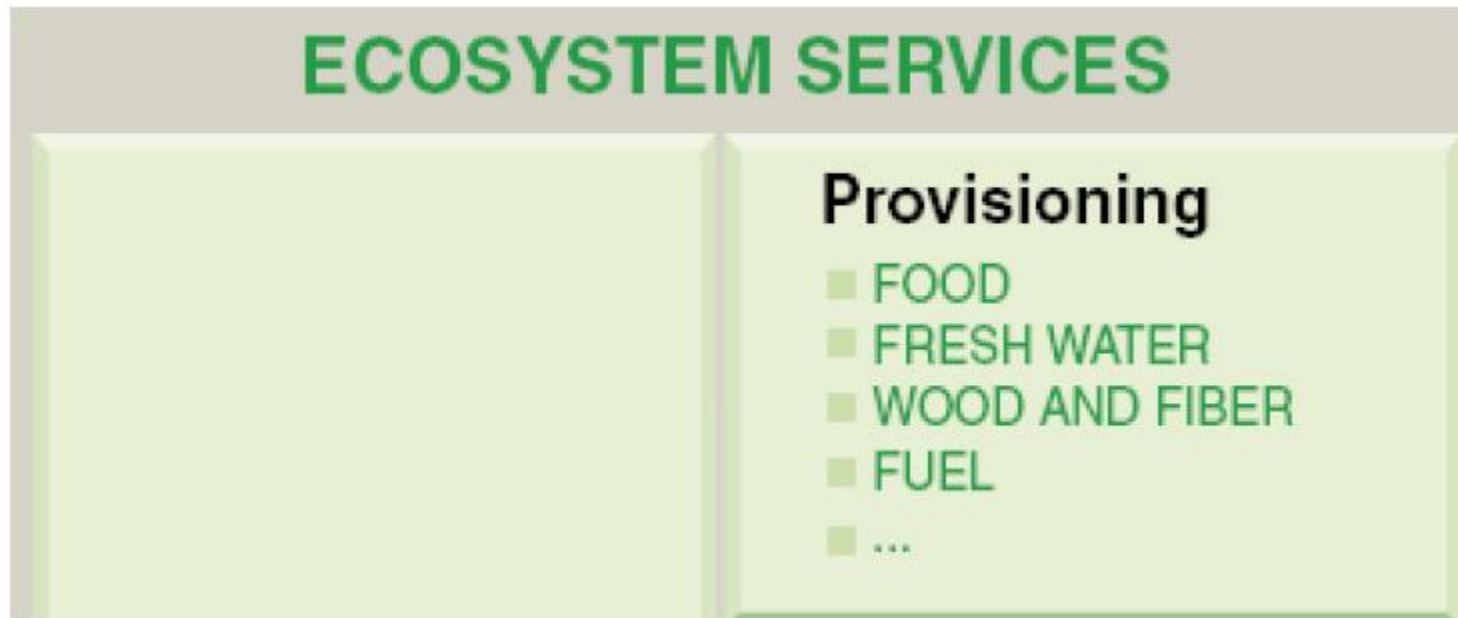 ECOSYSTEM SERVICES
Provisioning
FOOD
FRESH WATER
WOOD AND FIBER
FUEL
...